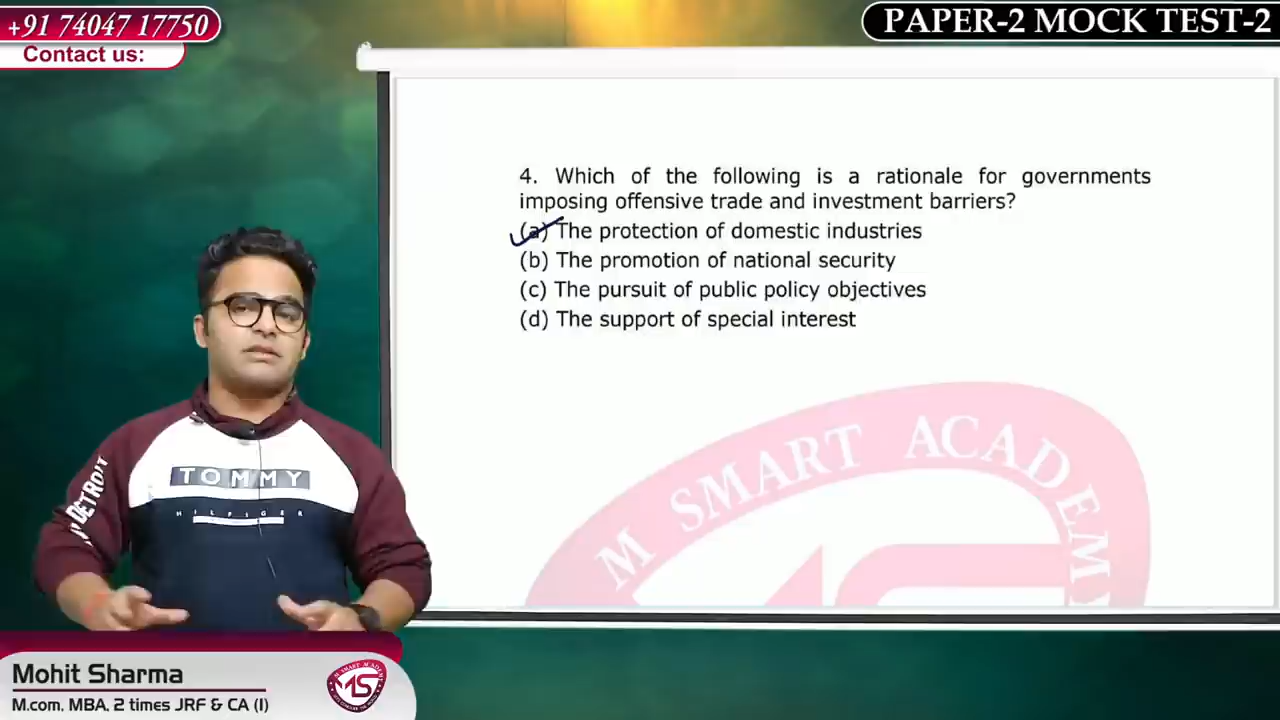 +91 74047 17750
Contact us:
PAPER-2 MOCK TEST-2
4. Which of the following is a rationale for governments
imposing offensive trade and investment barriers?
(a) The protection of domestic industries
(b) The promotion of national security
(c) The pursuit of public policy objectives
(d) The support of special interest
M SMART ACADEMY
DETROIT
TOMMY
HILFIGER
Mohit Sharma
M.com, MBA, 2 times JRF & CA (I)
M SMART ACADEMY